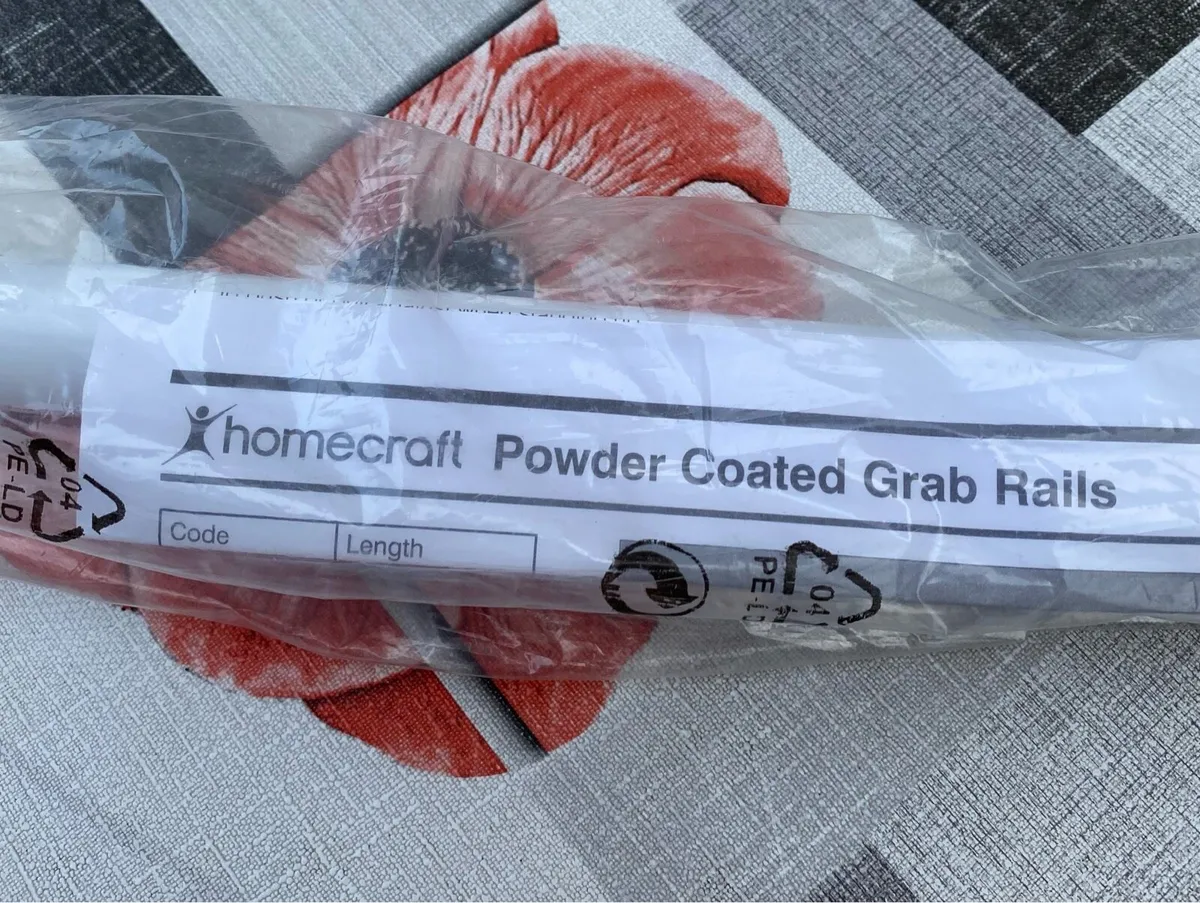 homecraft Powder Coated Grab Rails
Code Length
04
PE-LD
04
PE-LD